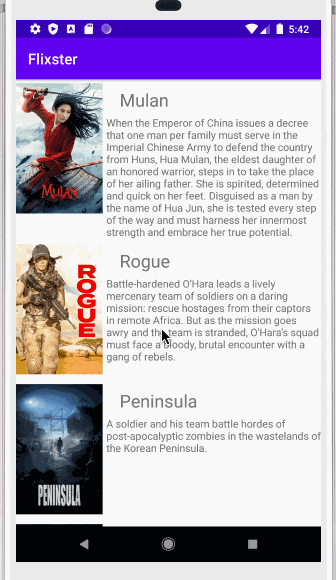 5:42
Flixster
Mulan
When the Emperor of China issues a decree
that one man per family must serve in the
Imperial Chinese Army to defend the country
from Huns, Hua Mulan, the eldest daughter of
an honored warrior, steps in to take the place
of her ailing father. She is spirited, determined
and quick on her feet. Disguised as a man by
the name of Hua Jun, she is tested every step
of the way and must harness her innermost
strength and embrace her true potential.
MULAN
Rogue
Battle-hardened O'Hara leads a lively
mercenary team of soldiers on a daring
mission: rescue hostages from their captors
in remote Africa. But as the mission goes
awry and the team is stranded, O'Hara's squad
must face a bloody, brutal encounter with a
gang of rebels.
ROGUE
Peninsula
A soldier and his team battle hordes of
post-apocalyptic zombies in the wastelands of
the Korean Peninsula.
PENINSULA